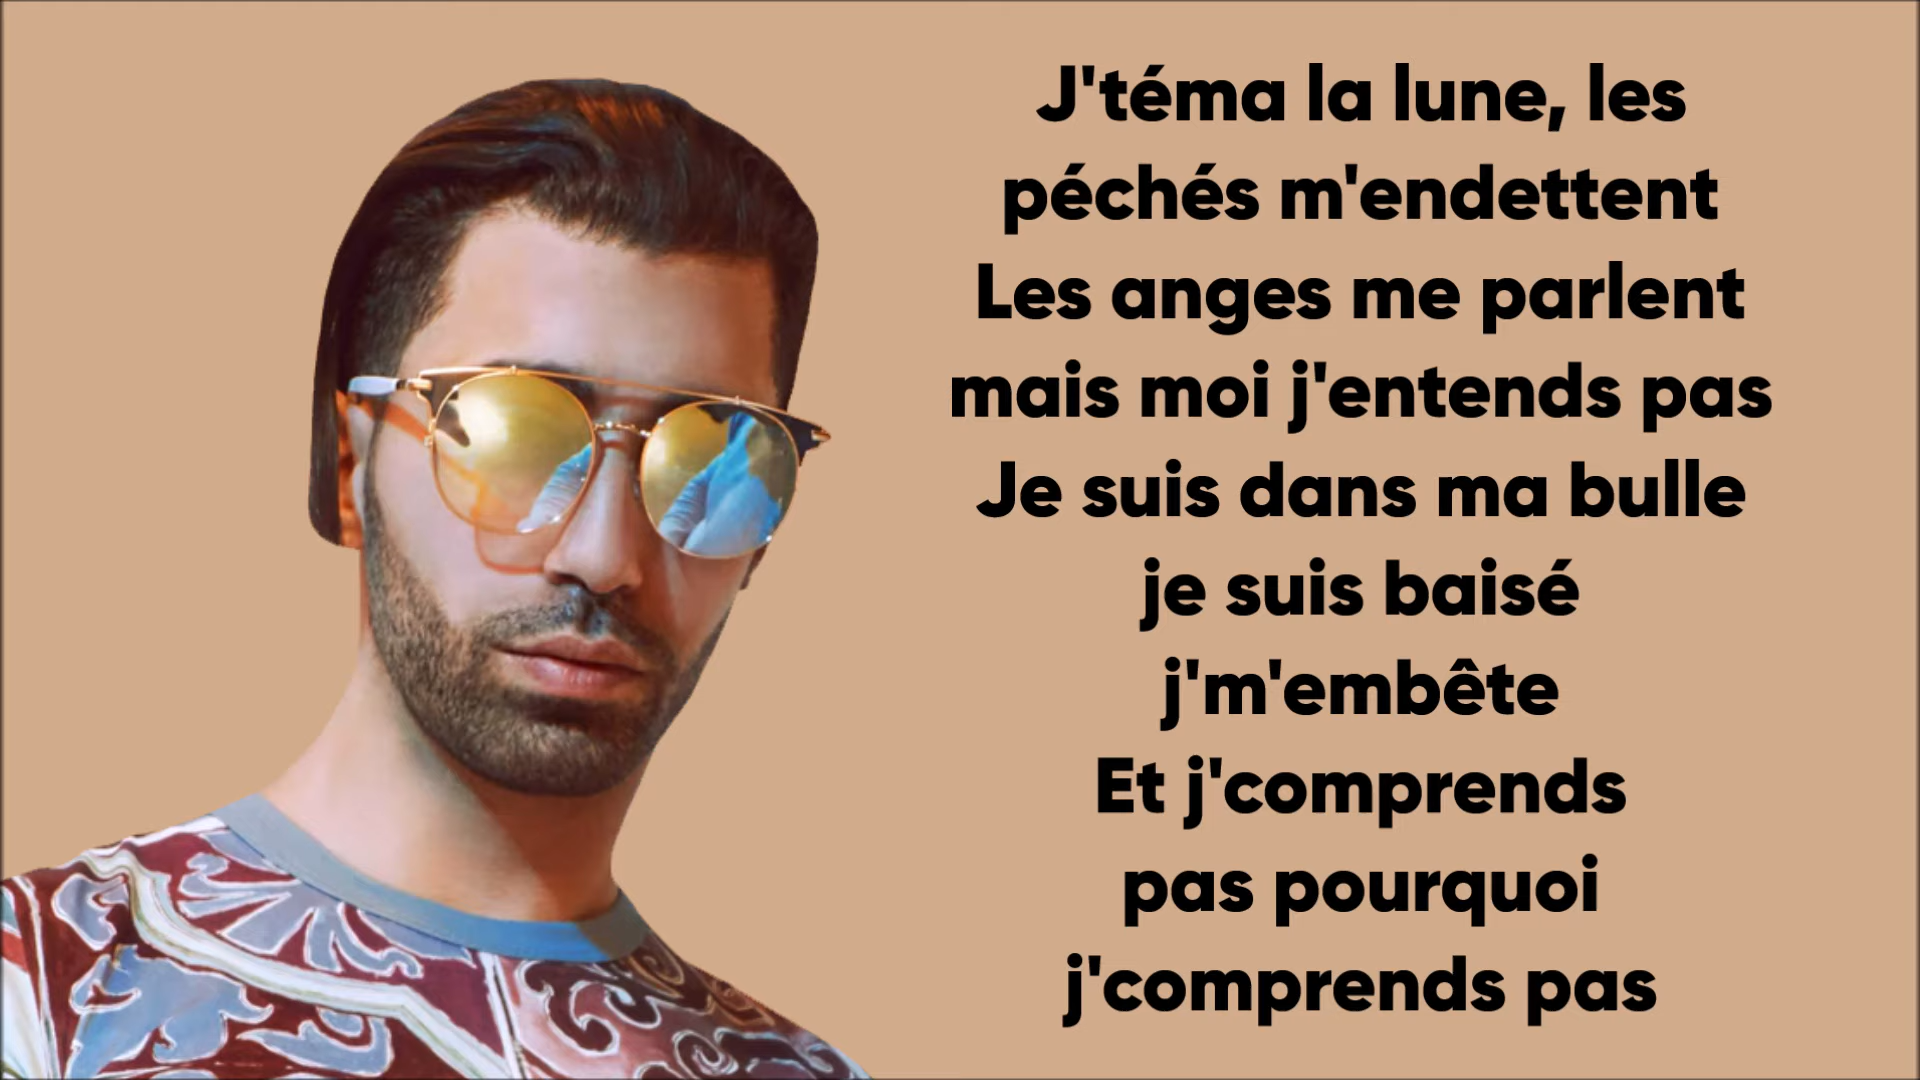 J'téma la lune, les
péchés m'endettent
Les anges me parlent
mais moi j'entends pas
Je suis dans ma bulle
je suis baisé
j'm'embête
Et j'comprends
pas pourquoi
j'comprends pas